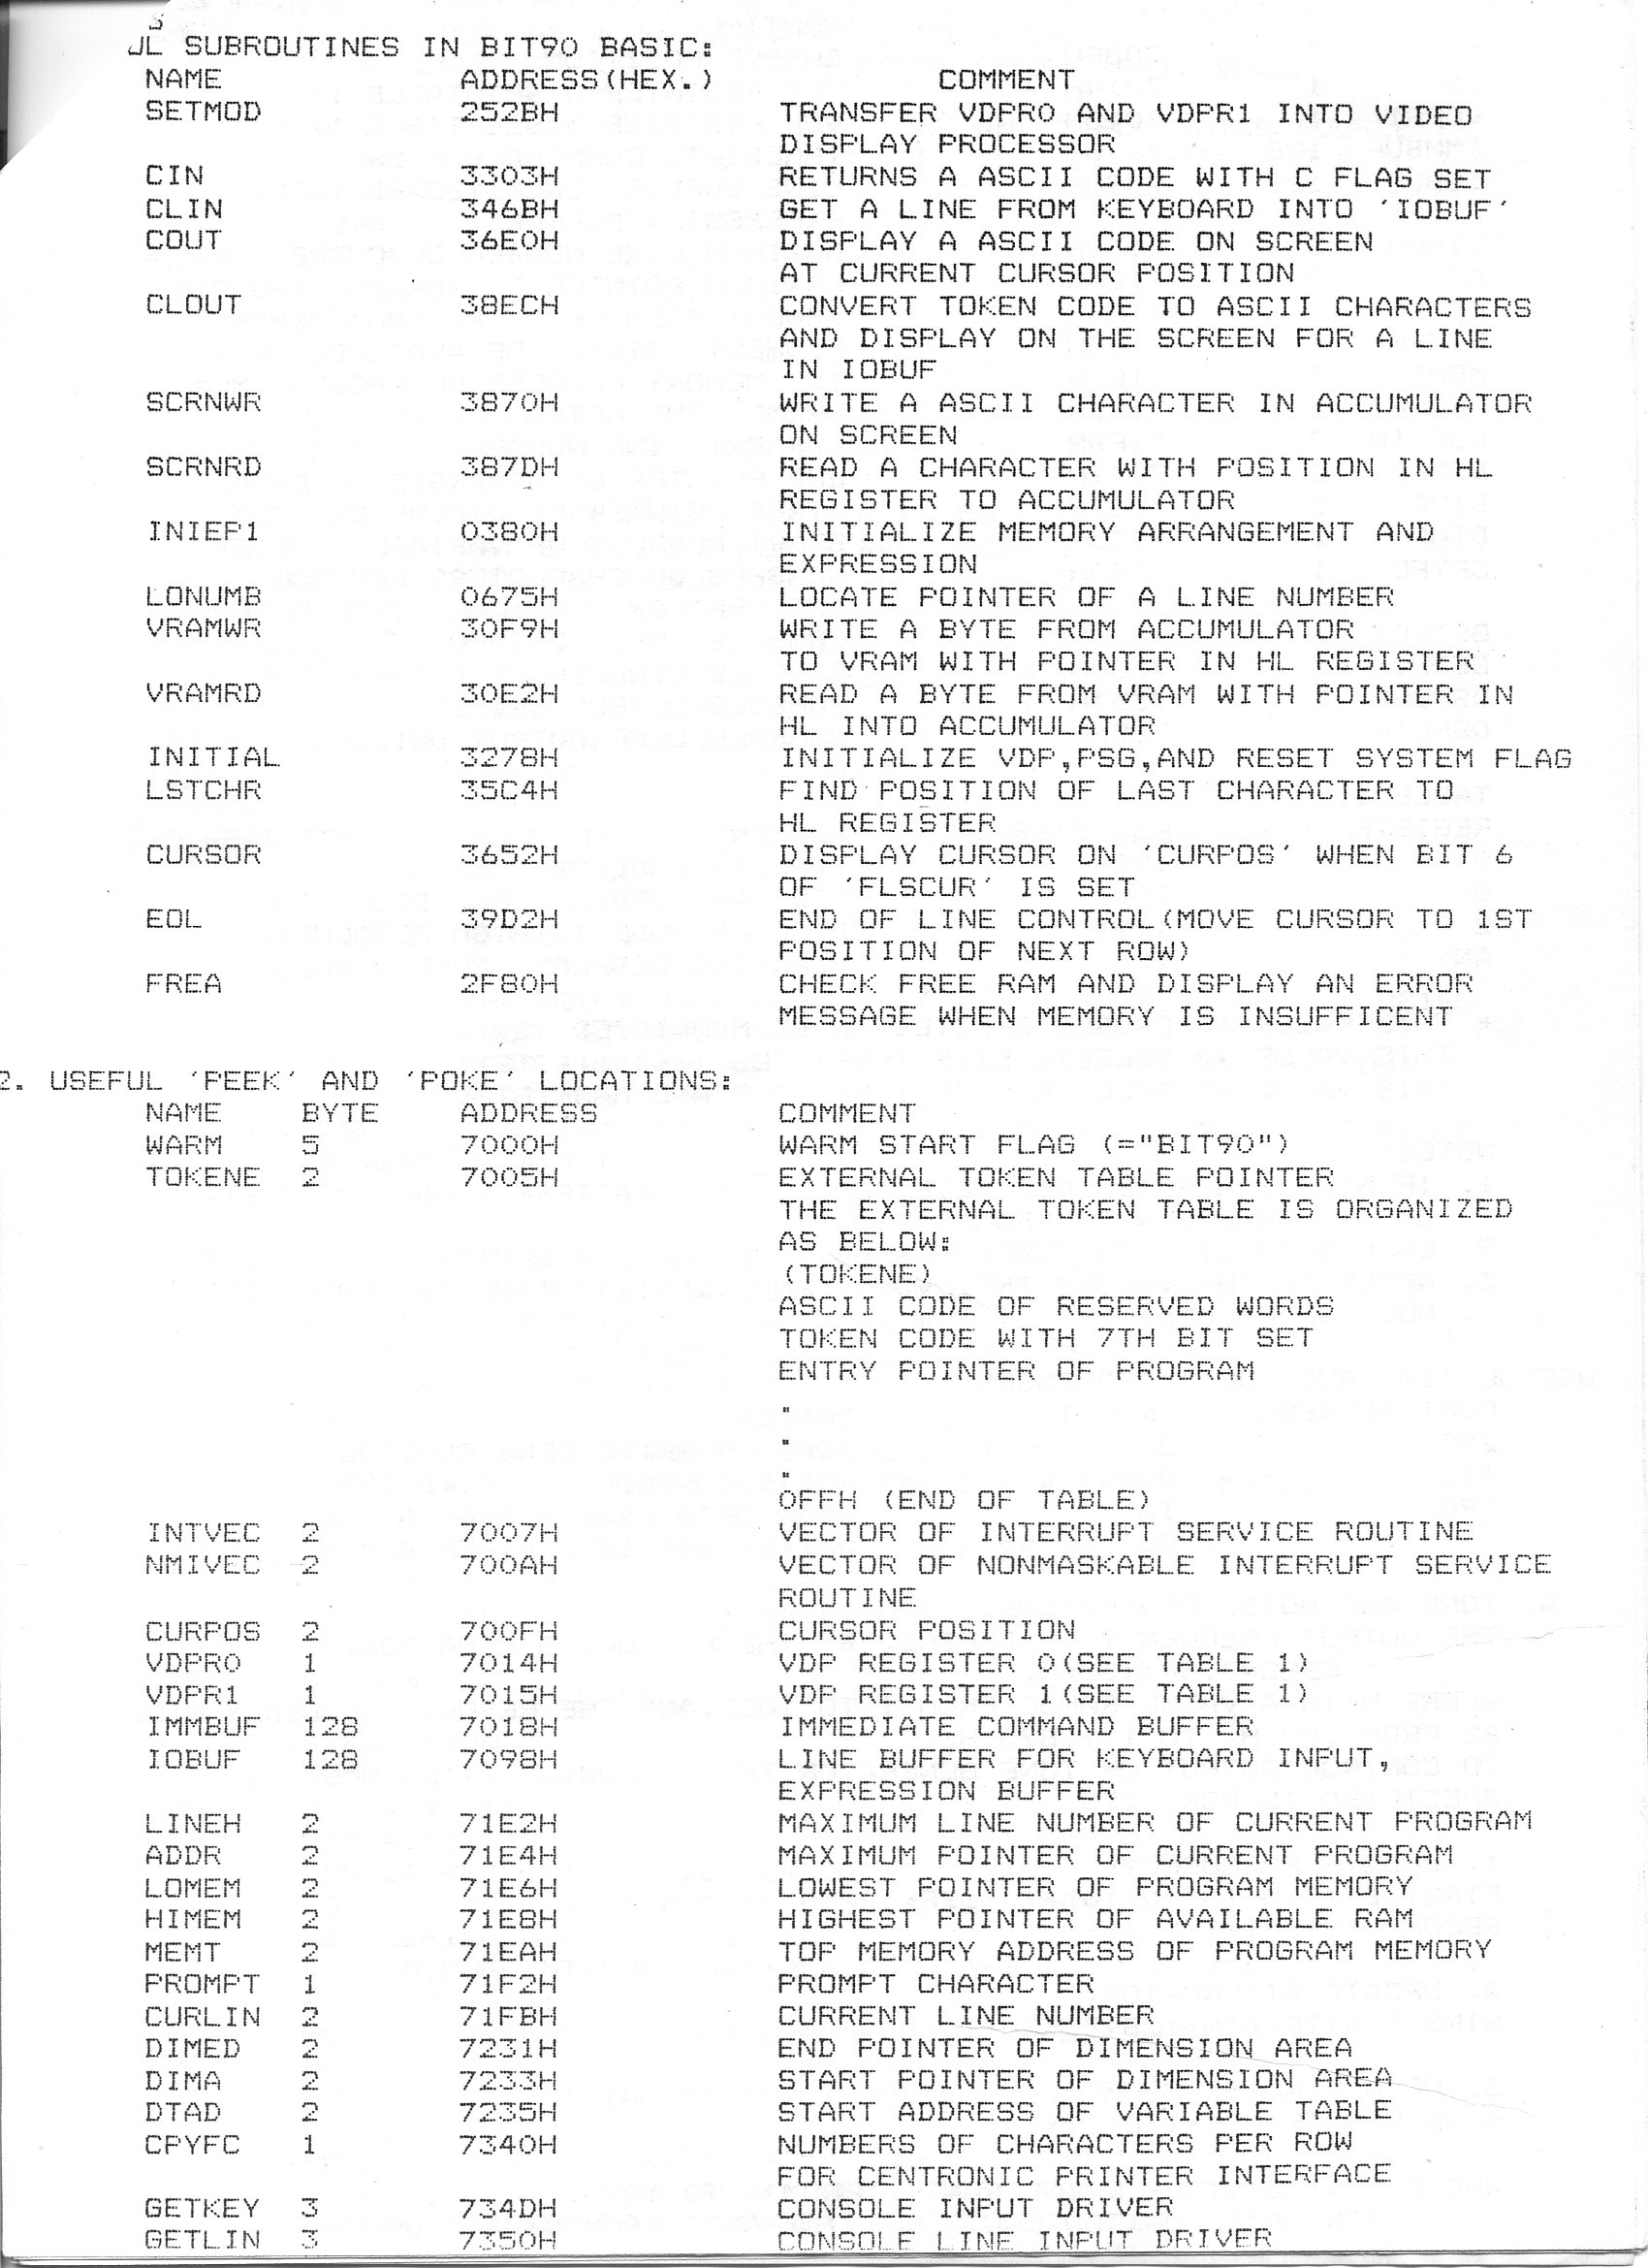 SUBROUTINES IN BIT90 BASIC:
NAME ADDRESS(HEX.) COMMENT
SETMOD 252BH TRANSFER VDPR0 AND VDPR1 INTO VIDEO
DISPLAY PROCESSOR
CIN 3303H RETURNS A ASCII CODE WITH C FLAG SET
CLIN 346BH GET A LINE FROM KEYBOARD INTO 'IOBUF'
COUT 36E0H DISPLAY A ASCII CODE ON SCREEN
AT CURRENT CURSOR POSITION
CLOUT 38ECH CONVERT TOKEN CODE TO ASCII CHARACTERS
AND DISPLAY ON THE SCREEN FOR A LINE
IN IOBUF
SCRNWR 3870H WRITE A ASCII CHARACTER IN ACCUMULATOR
ON SCREEN
SCRNRD 387DH READ A CHARACTER WITH POSITION IN HL
REGISTER TO ACCUMULATOR
INIEP1 0380H INITIALIZE MEMORY ARRANGEMENT AND
EXPRESSION
LONUMB 0675H LOCATE POINTER OF A LINE NUMBER
VRAMWR 30F9H WRITE A BYTE FROM ACCUMULATOR
TO VRAM WITH POINTER IN HL REGISTER
VRAMRD 30E2H READ A BYTE FROM VRAM WITH POINTER IN
HL INTO ACCUMULATOR
INITIAL 3278H INITIALIZE VDP,PSG,AND RESET SYSTEM FLAG
LSTCHR 35C4H FIND POSITION OF LAST CHARACTER TO
HL REGISTER
CURSOR 3652H DISPLAY CURSOR ON 'CURPOS' WHEN BIT 6
OF 'FLSCUR' IS SET
EOL 39D2H END OF LINE CONTROL(MOVE CURSOR TO 1ST
POSITION OF NEXT ROW)
FREA 2F80H CHECK FREE RAM AND DISPLAY AN ERROR
MESSAGE WHEN MEMORY IS INSUFFICENT
2. USEFUL 'PEEK' AND 'POKE' LOCATIONS:
NAME BYTE ADDRESS COMMENT
WARM 5 7000H WARM START FLAG (="BIT90")
TOKENE 2 7005H EXTERNAL TOKEN TABLE POINTER
THE EXTERNAL TOKEN TABLE IS ORGANIZED
AS BELOW:
(TOKENE)
ASCII CODE OF RESERVED WORDS
TOKEN CODE WITH 7TH BIT SET
ENTRY POINTER OF PROGRAM
.
.
.
OFFH (END OF TABLE)
INTVEC 2 7007H VECTOR OF INTERRUPT SERVICE ROUTINE
NMIVEC 2 700AH VECTOR OF NONMASKABLE INTERRUPT SERVICE
ROUTINE
CURPOS 2 700FH CURSOR POSITION
VDPR0 1 7014H VDP REGISTER 0(SEE TABLE 1)
VDPR1 1 7015H VDP REGISTER 1(SEE TABLE 1)
IMMBUF 128 7018H IMMEDIATE COMMAND BUFFER
IOBUF 128 7098H LINE BUFFER FOR KEYBOARD INPUT,
EXPRESSION BUFFER
LINEH 2 71E2H MAXIMUM LINE NUMBER OF CURRENT PROGRAM
ADDR 2 71E4H MAXIMUM POINTER OF CURRENT PROGRAM
LOMEM 2 71E6H LOWEST POINTER OF PROGRAM MEMORY
HIMEM 2 71E8H HIGHEST POINTER OF AVAILABLE RAM
MEMT 2 71EAH TOP MEMORY ADDRESS OF PROGRAM MEMORY
PROMPT 1 71F2H PROMPT CHARACTER
CURLIN 2 71FBH CURRENT LINE NUMBER
DIMED 2 7231H END POINTER OF DIMENSION AREA
DIMA 2 7233H START POINTER OF DIMENSION AREA
DTAD 2 7235H START ADDRESS OF VARIABLE TABLE
CPYFC 1 7340H NUMBERS OF CHARACTERS PER ROW
FOR CENTRONIC PRINTER INTERFACE
GETKEY 3 734DH CONSOLE INPUT DRIVER
GETLIN 3 7350H CONSOLE LINE INPUT DRIVER